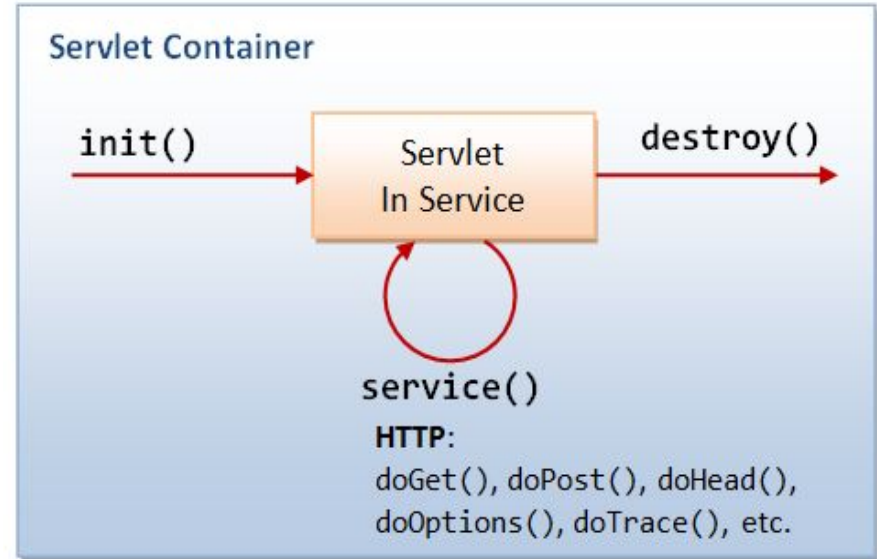 Servlet Container
init()
Servlet
In Service
destroy()
service()
HTTP:
doGet(), doPost(), doHead(),
doOptions(), doTrace(), etc.